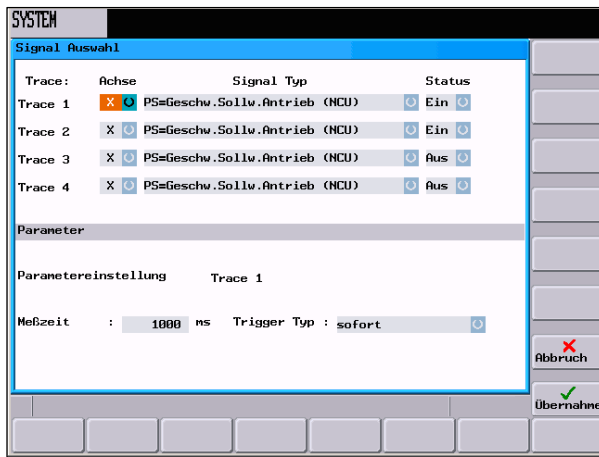 SYSTEM
Signal Auswahl
Trace: Achse Signal Typ Status
Trace 1 X PS=Geschw.Sollw.Antrieb (NCU) Ein
Trace 2 X PS=Geschw.Sollw.Antrieb (NCU) Ein
Trace 3 X PS=Geschw.Sollw.Antrieb (NCU) Aus
Trace 4 X PS=Geschw.Sollw.Antrieb (NCU) Aus
Parameter
Parametereinstellung Trace 1
Meßzeit : 1000 ms Trigger Typ : sofort
Abbruch
Übernahme